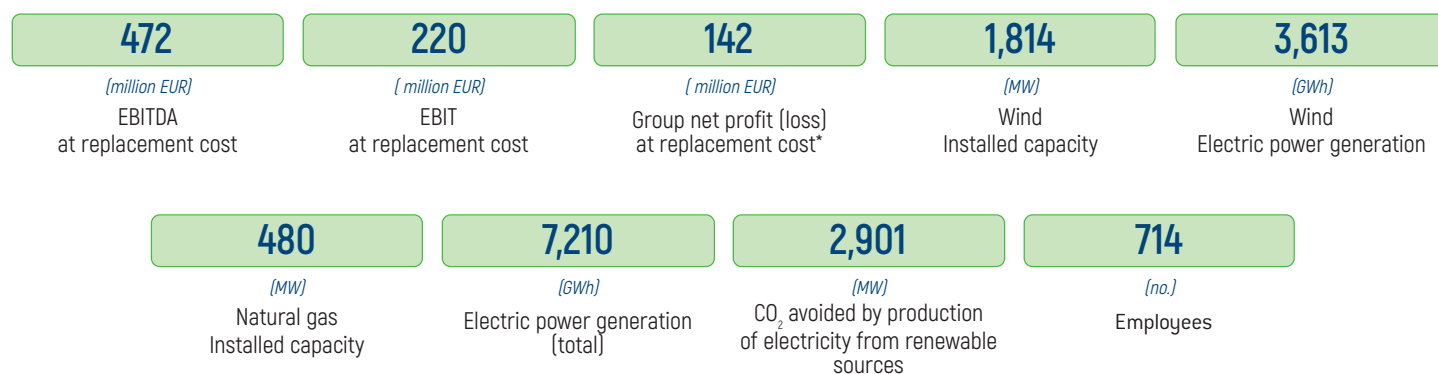 472
(million EUR)
EBITDA
at replacement cost
220
( million EUR)
EBIT
at replacement cost
142
( million EUR)
Group net profit (loss)
at replacement cost*
1,814
(MW)
Wind
Installed capacity
3,613
(GWh)
Wind
Electric power generation
480
(MW)
Natural gas
Installed capacity
7,210
(GWh)
Electric power generation
(total)
2,901
(MW)
CO₂ avoided by production
of electricity from renewable
sources
714
(no.)
Employees